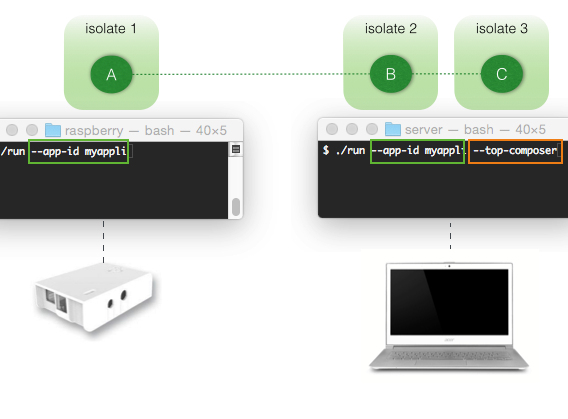 isolate 1
isolate 2
isolate 3
A
B
C
raspberry — bash — 40×5
/run --app-id myappli
server — bash — 40×5
$ ./run --app-id myappli --top-composer
acer